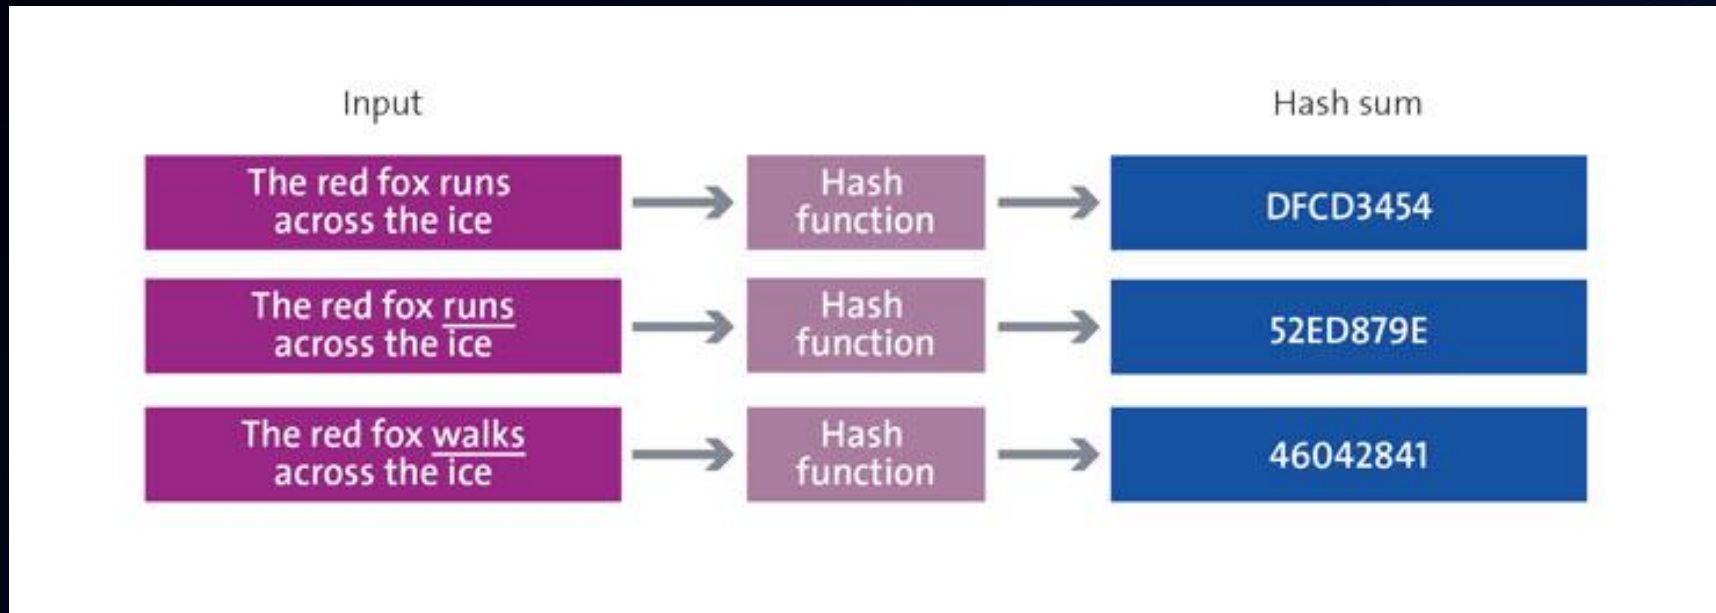 Input
Hash sum
The red fox runs
across the ice
Hash
function
DFCD3454
The red fox runs
across the ice
Hash
function
52ED879E
The red fox walks
across the ice
Hash
function
46042841